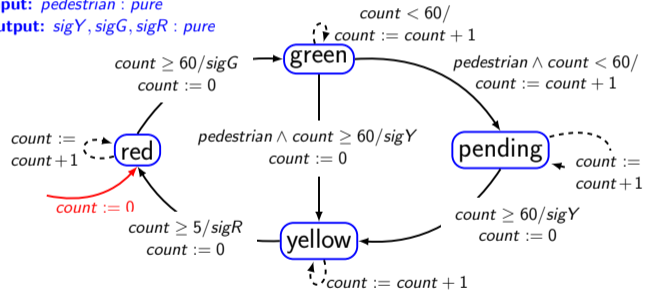 put: pedestrian : pure
utput: sigY, sigG, sigR : pure
count < 60/
count := count + 1
green
count ≥ 60/sigG
count := 0
pedestrian ∧ count < 60/
count := count + 1
count :=
count+1
red
pedestrian ∧ count ≥ 60/sigY
count := 0
pending
count :=
count+1
count := 0
count ≥ 5/sigR
count := 0
count ≥ 60/sigY
count := 0
yellow
count := count + 1